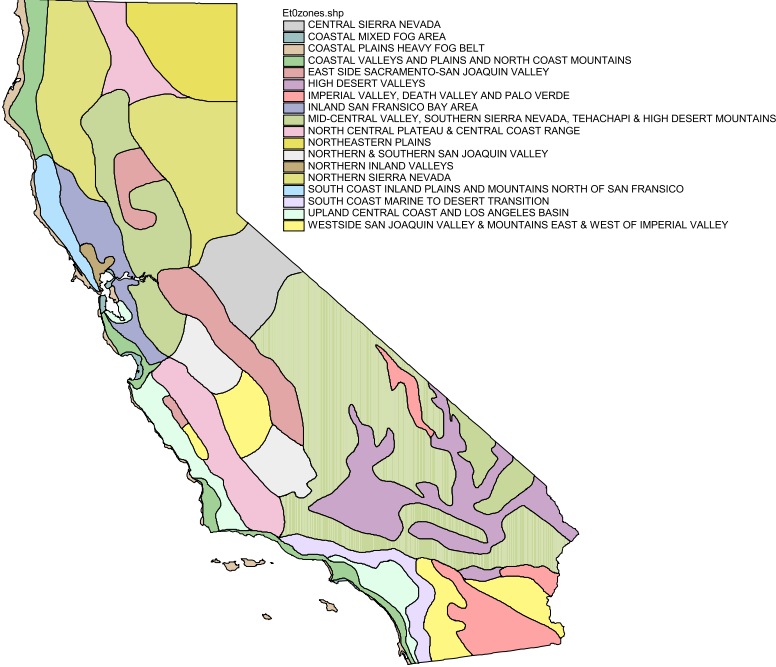 Et0zones.shp
CENTRAL SIERRA NEVADA
COASTAL MIXED FOG AREA
COASTAL PLAINS HEAVY FOG BELT
COASTAL VALLEYS AND PLAINS AND NORTH COAST MOUNTAINS
EAST SIDE SACRAMENTO-SAN JOAQUIN VALLEY
HIGH DESERT VALLEYS
IMPERIAL VALLEY, DEATH VALLEY AND PALO VERDE
INLAND SAN FRANSICO BAY AREA
MID-CENTRAL VALLEY, SOUTHERN SIERRA NEVADA, TEHACHAPI & HIGH DESERT MOUNTAINS
NORTH CENTRAL PLATEAU & CENTRAL COAST RANGE
NORTHEASTERN PLAINS
NORTHERN & SOUTHERN SAN JOAQUIN VALLEY
NORTHERN INLAND VALLEYS
NORTHERN SIERRA NEVADA
SOUTH COAST INLAND PLAINS AND MOUNTAINS NORTH OF SAN FRANSICO
SOUTH COAST MARINE TO DESERT TRANSITION
UPLAND CENTRAL COAST AND LOS ANGELES BASIN
WESTSIDE SAN JOAQUIN VALLEY & MOUNTAINS EAST & WEST OF IMPERIAL VALLEY